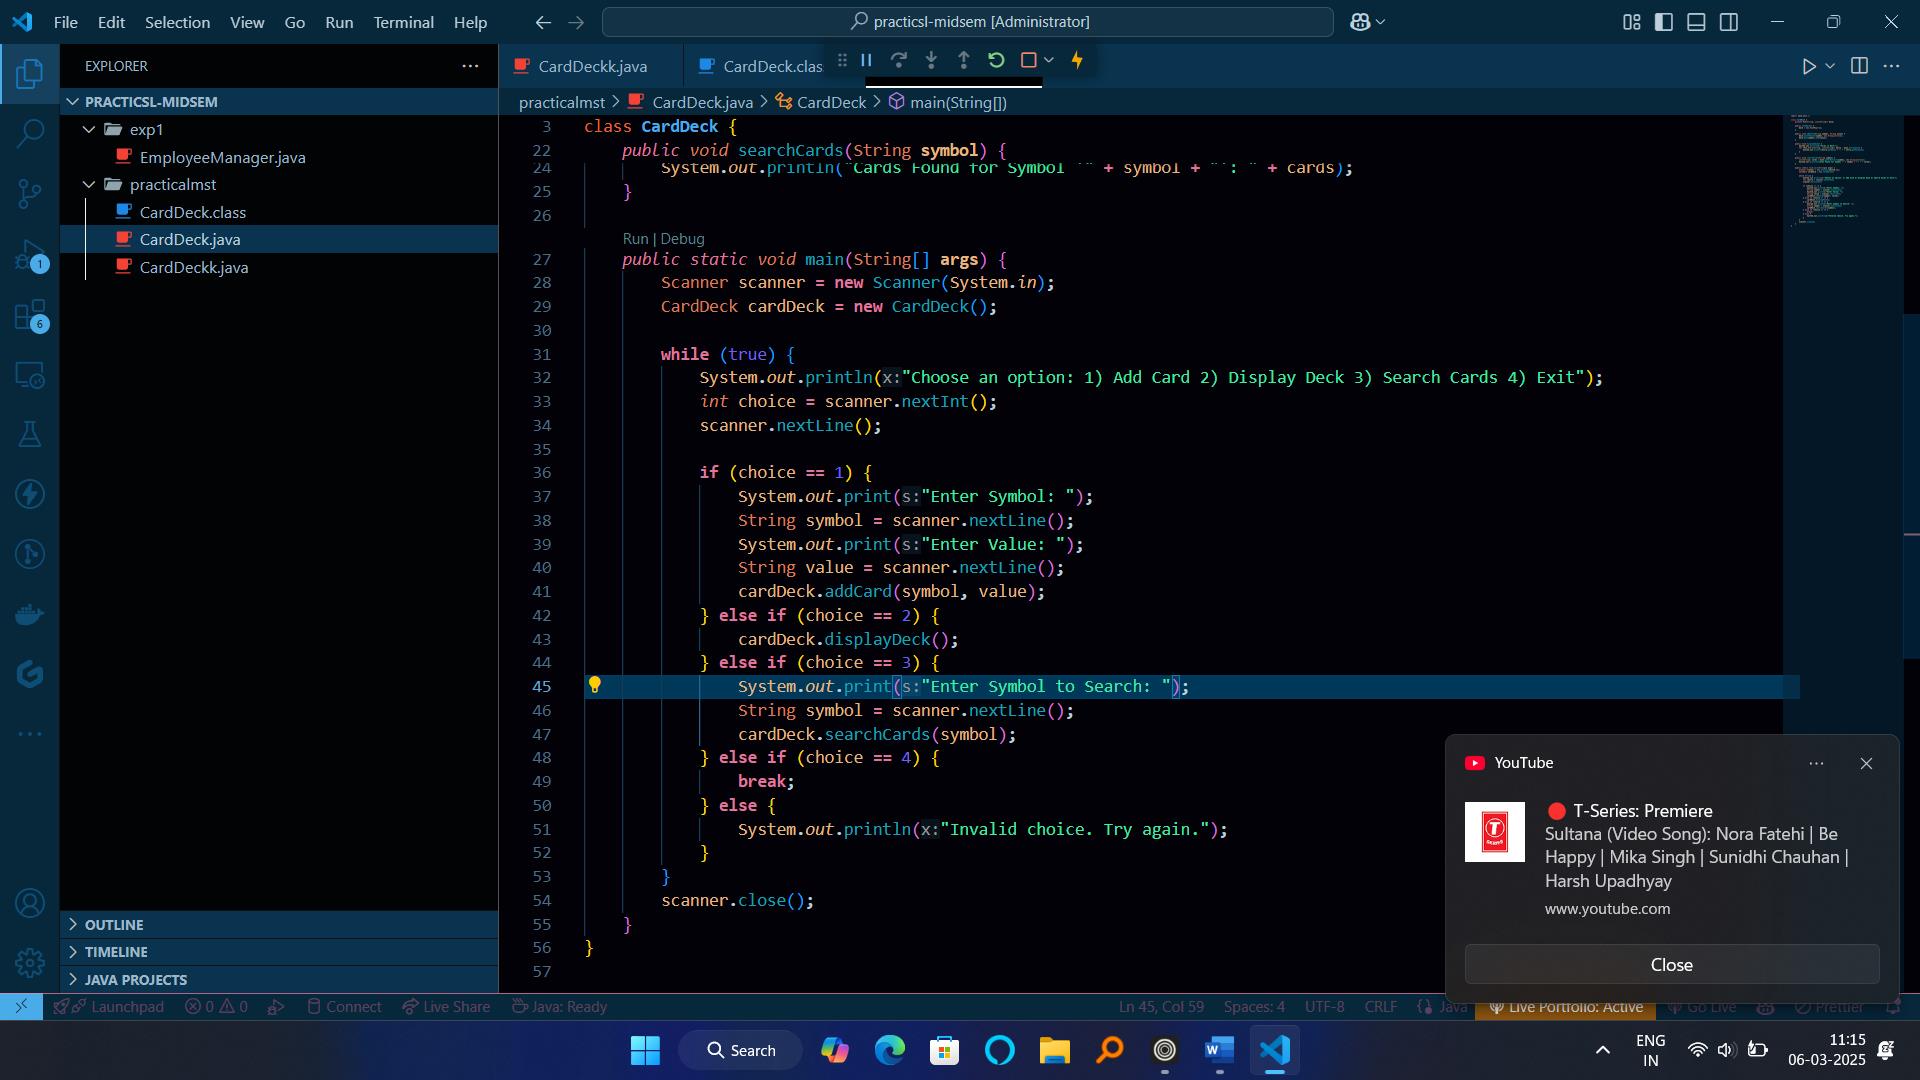 File Edit Selection View Go Run Terminal Help
practicsl-midsem [Administrator]
EXPLORER
PRACTICSL-MIDSEM
exp1
EmployeeManager.java
practicalmst
CardDeck.class
CardDeck.java
CardDeckk.java
1
6
OUTLINE
TIMELINE
JAVA PROJECTS
CardDeckk.java CardDeck.clas
practicalmst > CardDeck.java > CardDeck > main(String[])
3 class CardDeck {
22 public void searchCards(String symbol) {
24 System.out.println("Cards Found for Symbol '" + symbol + "': " + cards);
25 }
26
Run | Debug
27 public static void main(String[] args) {
28 Scanner scanner = new Scanner(System.in);
29 CardDeck cardDeck = new CardDeck();
30
31 while (true) {
32 System.out.println(x:"Choose an option: 1) Add Card 2) Display Deck 3) Search Cards 4) Exit");
33 int choice = scanner.nextInt();
34 scanner.nextLine();
35
36 if (choice == 1) {
37 System.out.print(s:"Enter Symbol: ");
38 String symbol = scanner.nextLine();
39 System.out.print(s:"Enter Value: ");
40 String value = scanner.nextLine();
41 cardDeck.addCard(symbol, value);
42 } else if (choice == 2) {
43 cardDeck.displayDeck();
44 } else if (choice == 3) {
45 System.out.print(s:"Enter Symbol to Search: ");
46 String symbol = scanner.nextLine();
47 cardDeck.searchCards(symbol);
48 } else if (choice == 4) {
49 break;
50 } else {
51 System.out.println(x:"Invalid choice. Try again.");
52 }
53 }
54 scanner.close();
55 }
56 }
57
YouTube
T-Series: Premiere
Sultana (Video Song): Nora Fatehi | Be
Happy | Mika Singh | Sunidhi Chauhan |
Harsh Upadhyay
www.youtube.com
Close
Launchpad 0 0 Connect Live Share Java: Ready Ln 45, Col 59 Spaces: 4 UTF-8 CRLF {} Java Live Portfolio: Active Go Live Prettier
Search
ENG
IN
11:15
06-03-2025